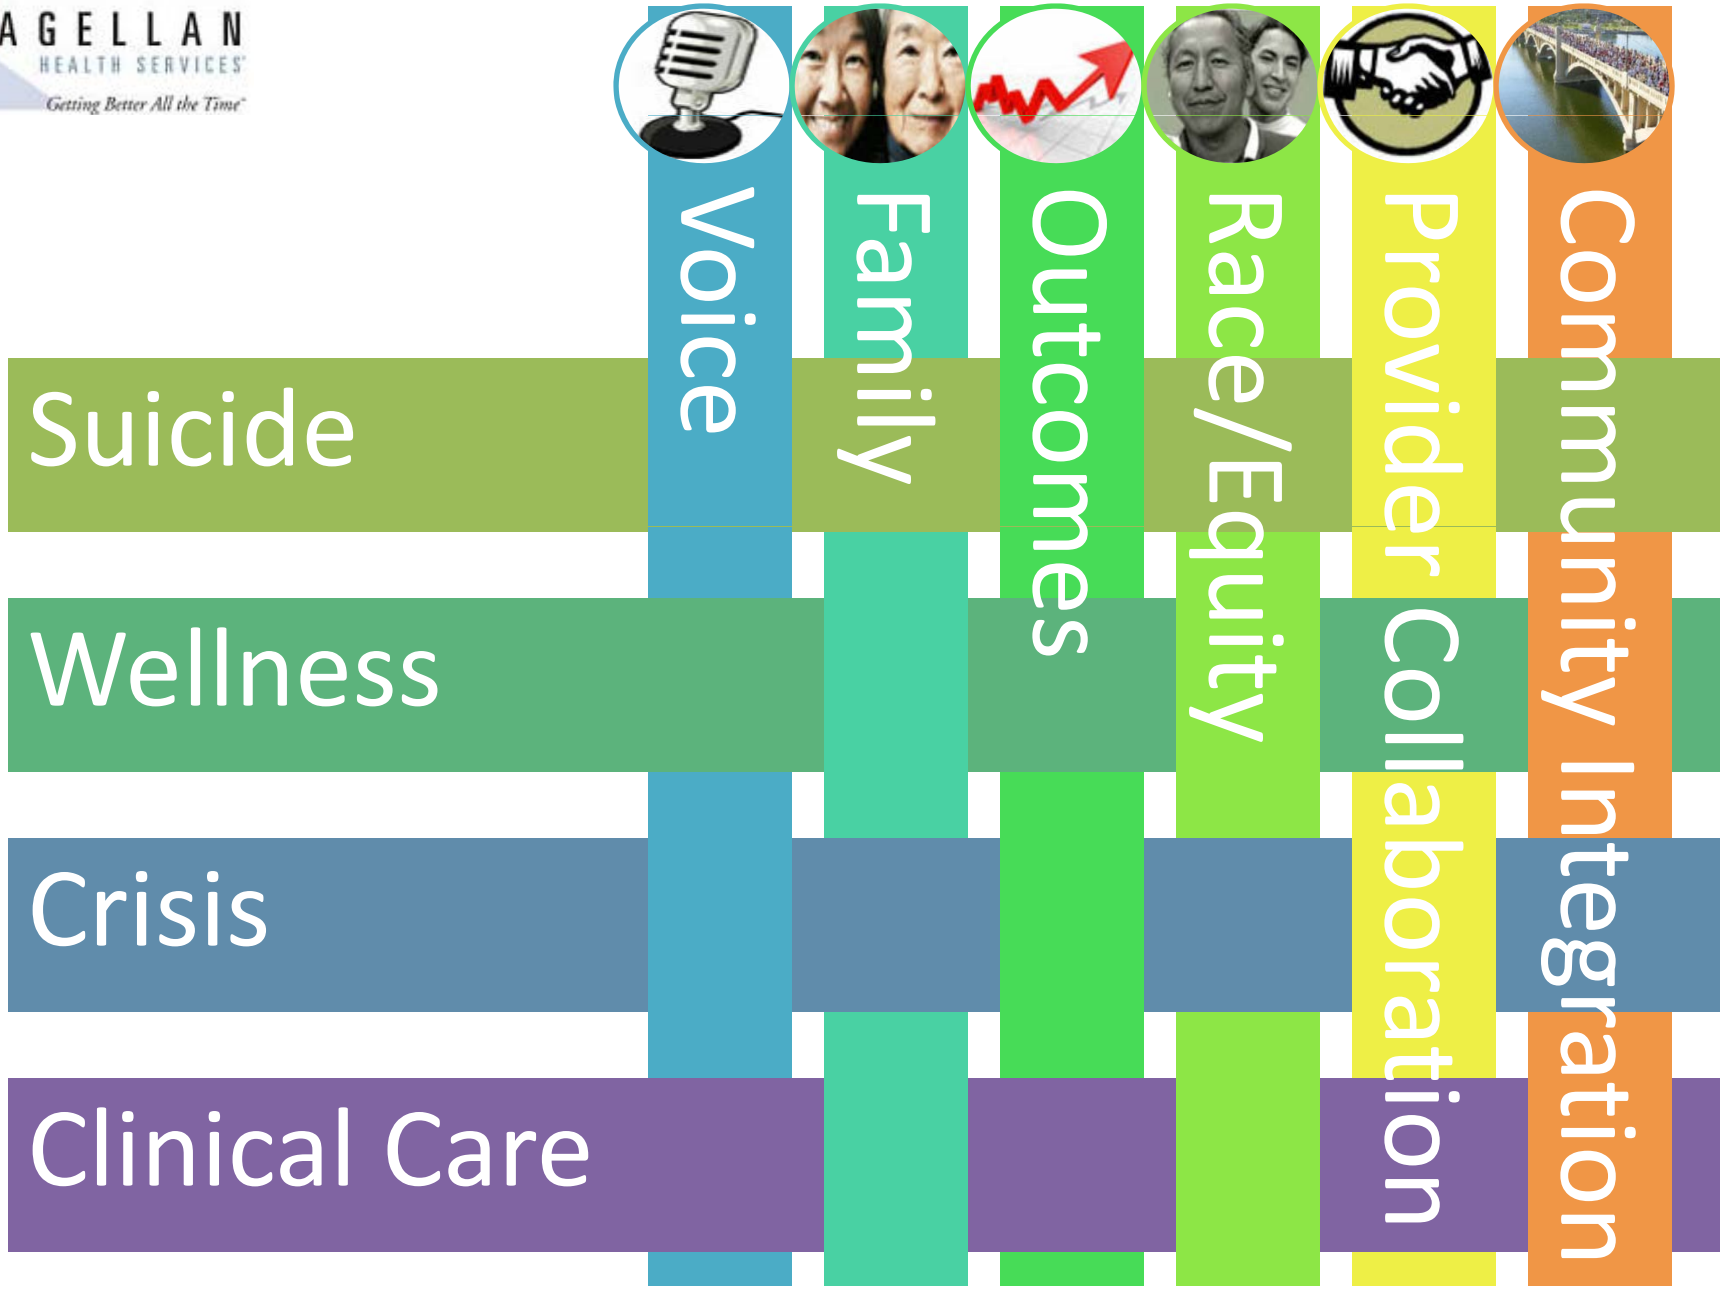 AGELLAN
HEALTH SERVICES
Getting Better All the Time
Voice
Family
Outcomes
Race/Equity
Provider Collaboration
Community Integration
Suicide
Wellness
Crisis
Clinical Care